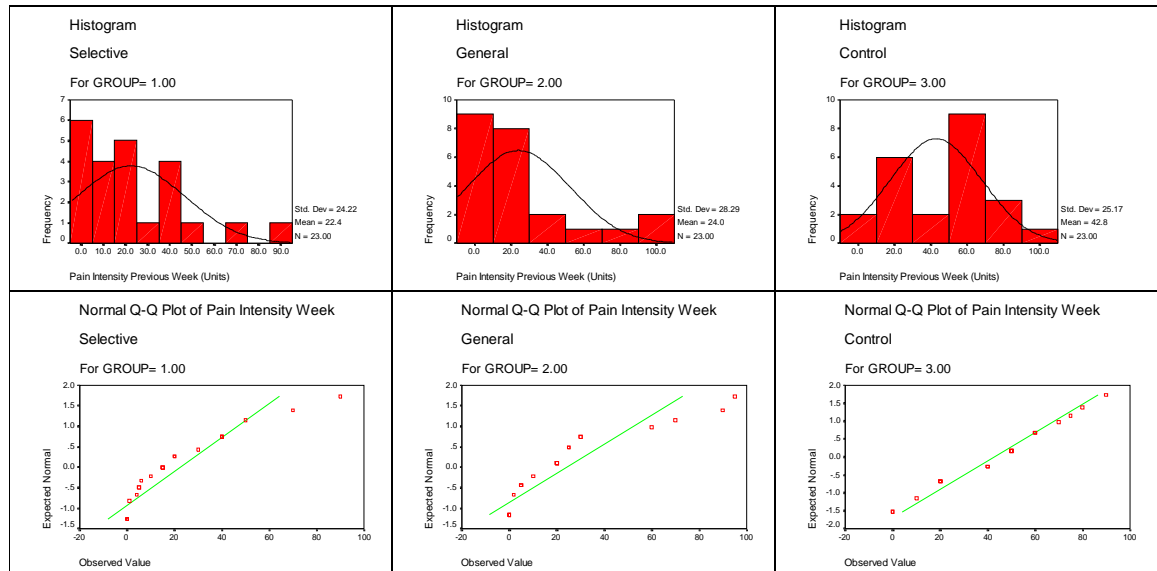 Histogram
Selective
For GROUP= 1.00
7
6
5
4
3
2
1
0
Frequency
0.0 10.0 20.0 30.0 40.0 50.0 60.0 70.0 80.0 90.0
Std. Dev = 24.22
Mean = 22.4
N = 23.00
Pain Intensity Previous Week (Units)
Histogram
General
For GROUP= 2.00
10
8
6
4
2
0
Frequency
0.0 20.0 40.0 60.0 80.0 100.0
Std. Dev = 28.29
Mean = 24.0
N = 23.00
Pain Intensity Previous Week (Units)
Histogram
Control
For GROUP= 3.00
10
8
6
4
2
0
Frequency
0.0 20.0 40.0 60.0 80.0 100.0
Std. Dev = 25.17
Mean = 42.8
N = 23.00
Pain Intensity Previous Week (Units)
Normal Q-Q Plot of Pain Intensity Week
Selective
For GROUP= 1.00
2.0
1.5
1.0
.5
0.0
-.5
-1.0
-1.5
Expected Normal
-20 0 20 40 60 80 100
Observed Value
Normal Q-Q Plot of Pain Intensity Week
General
For GROUP= 2.00
2.0
1.5
1.0
.5
0.0
-.5
-1.0
-1.5
Expected Normal
-20 0 20 40 60 80 100
Observed Value
Normal Q-Q Plot of Pain Intensity Week
Control
For GROUP= 3.00
2.0
1.5
1.0
.5
0.0
-.5
-1.0
-1.5
-2.0
Expected Normal
-20 0 20 40 60 80 100
Observed Value